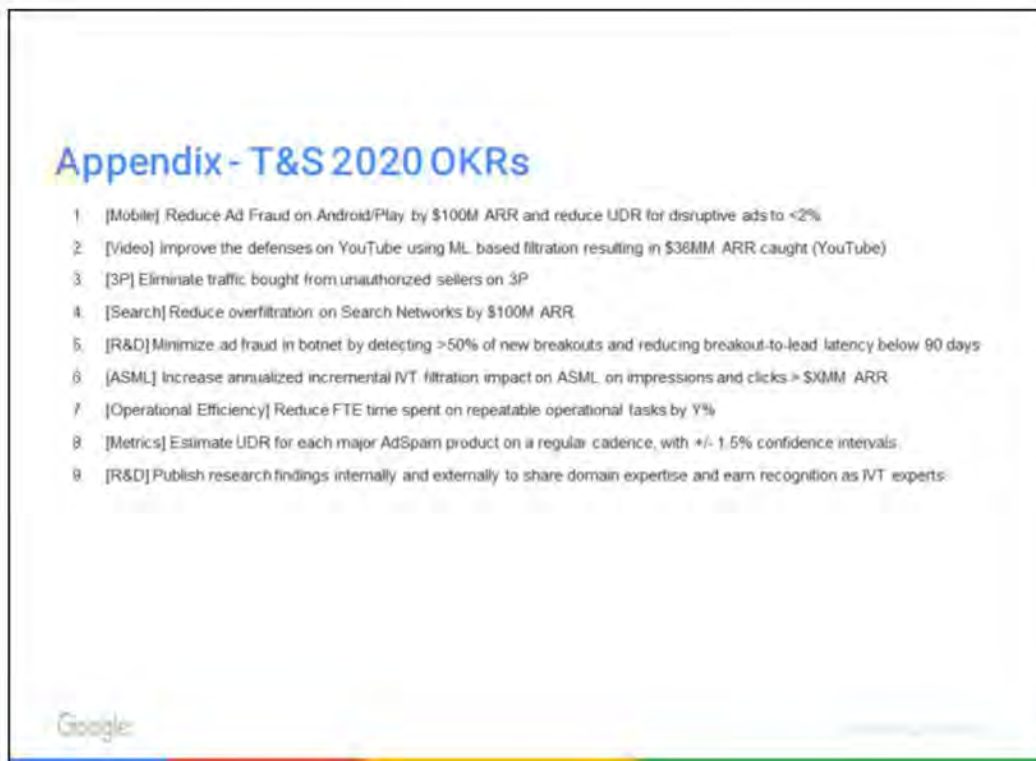 Appendix - T&S 2020 OKRs
1. [Mobile] Reduce Ad Fraud on Android/Play by $100M ARR and reduce UDR for disruptive ads to <2%
2. [Video] Improve the defenses on YouTube using ML based filtration resulting in $36MM ARR caught (YouTube)
3. [3P] Eliminate traffic bought from unauthorized sellers on 3P
4. [Search] Reduce overfiltration on Search Networks by $100M ARR
5. [R&D] Minimize ad fraud in botnet by detecting >50% of new breakouts and reducing breakout-to-lead latency below 90 days
6. [ASML] Increase annualized incremental IVT filtration impact on ASML on impressions and clicks > $XMM ARR
7. [Operational Efficiency] Reduce FTE time spent on repeatable operational tasks by Y%
8. [Metrics] Estimate UDR for each major AdSpam product on a regular cadence, with +/- 1.5% confidence intervals
9. [R&D] Publish research findings internally and externally to share domain expertise and earn recognition as IVT experts
Google